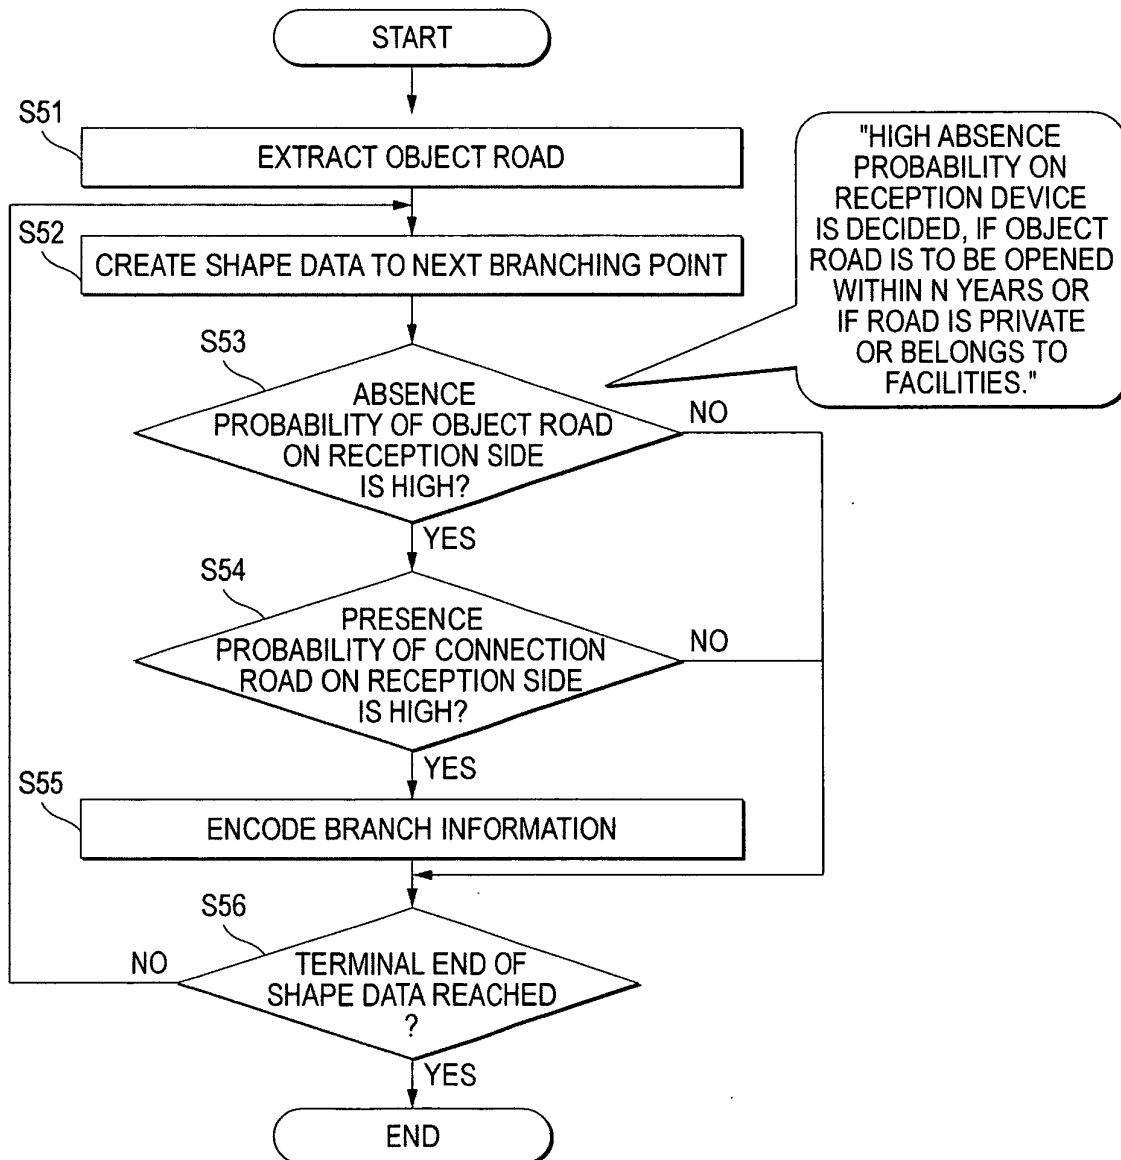 START
S51
EXTRACT OBJECT ROAD
S52
CREATE SHAPE DATA TO NEXT BRANCHING POINT
"HIGH ABSENCE
PROBABILITY ON
RECEPTION DEVICE
IS DECIDED, IF OBJECT
ROAD IS TO BE OPENED
WITHIN N YEARS OR
IF ROAD IS PRIVATE
OR BELONGS TO
FACILITIES."
S53
ABSENCE
PROBABILITY OF OBJECT ROAD
ON RECEPTION SIDE
IS HIGH?
NO
YES
S54
PRESENCE
PROBABILITY OF CONNECTION
ROAD ON RECEPTION SIDE
IS HIGH?
NO
YES
S55
ENCODE BRANCH INFORMATION
S56
NO
TERMINAL END OF
SHAPE DATA REACHED
?
YES
END